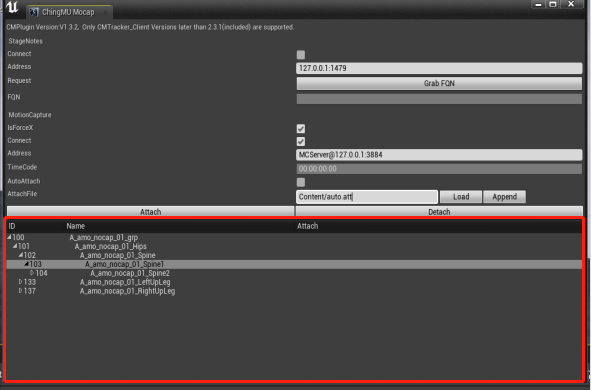 ChingMU Mocap
CMPlugin Version V1.3.2, Only CMTracker_Client Versions later than 2.3.1(included) are supported.
StageNotes
Connect
Address 127.0.0.1:1479
Request Grab FQN
FQN
MotionCapture
IsForceX
Connect
Address MCServer@127.0.0.1:3884
TimeCode 00:00:00:00
AutoAttach
AttachFile Content/auto.att Load Append
Attach Detach
ID Name Attach
100 A_amo_nocap_01_grp
101 A_amo_nocap_01_Hips
102 A_amo_nocap_01_Spine
103 A_amo_nocap_01_Spine1
104 A_amo_nocap_01_Spine2
133 A_amo_nocap_01_LeftUpLeg
137 A_amo_nocap_01_RightUpLeg